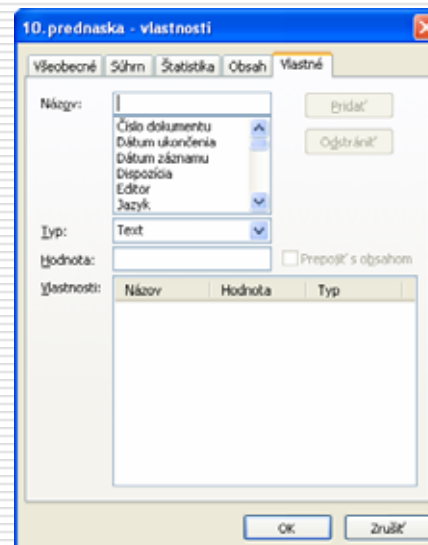 10.prednaska - vlastnosti
Všeobecné Súhrn Štatistika Obsah Vlastné
Názov:
Pridať
Číslo dokumentu
Dátum ukončenia
Odstrániť
Dátum záznamu
Dispozícia
Editor
Jazyk
Typ: Text
Hodnota: Prepojiť s obsahom
Vlastnosti: Názov Hodnota Typ
OK Zrušiť